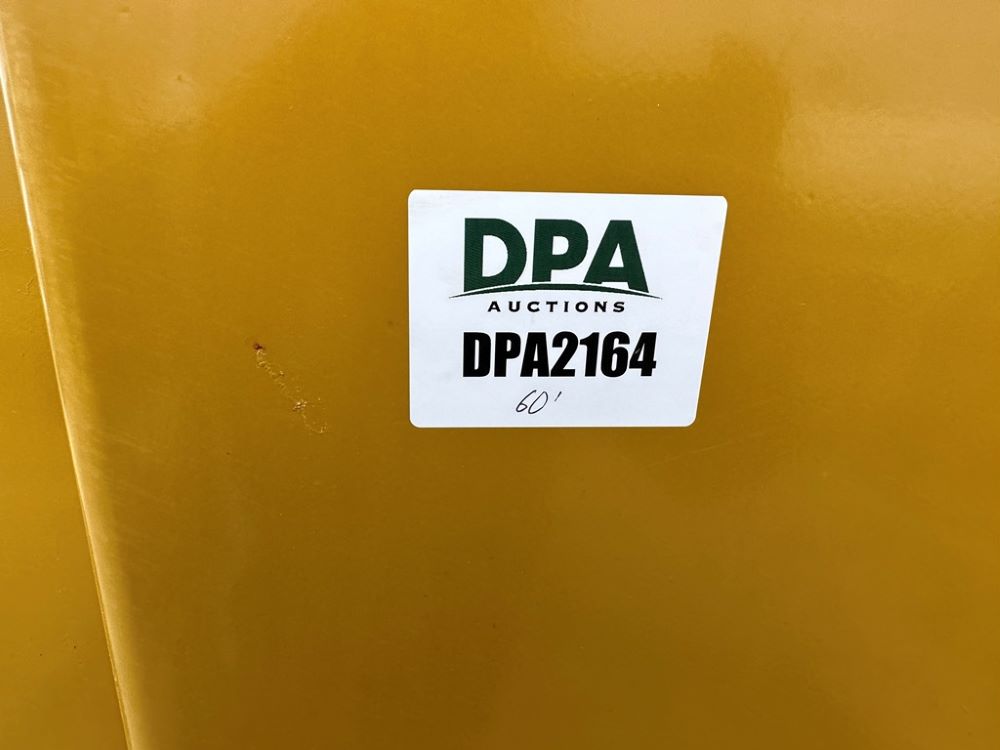 DPA
AUCTIONS
DPA2164
60'